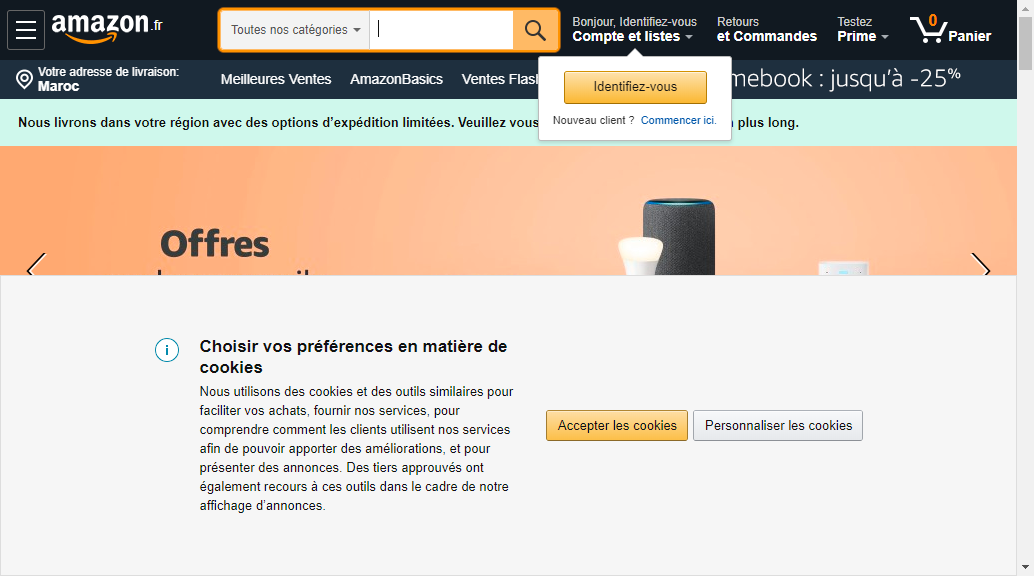 amazon.fr
Toutes nos catégories
Bonjour, Identifiez-vous
Compte et listes
Retours
et Commandes
Testez
Prime
0
Panier
Votre adresse de livraison:
Maroc
Meilleures Ventes
AmazonBasics
Ventes Flash
mebook : jusqu'à -25%
Identifiez-vous
Nouveau client ? Commencer ici.
Nous livrons dans votre région avec des options d'expédition limitées. Veuillez vous
plus long.
Offres
Choisir vos préférences en matière de
cookies
Nous utilisons des cookies et des outils similaires pour
faciliter vos achats, fournir nos services, pour
comprendre comment les clients utilisent nos services
afin de pouvoir apporter des améliorations, et pour
présenter des annonces. Des tiers approuvés ont
également recours à ces outils dans le cadre de notre
affichage d'annonces.
Accepter les cookies
Personnaliser les cookies